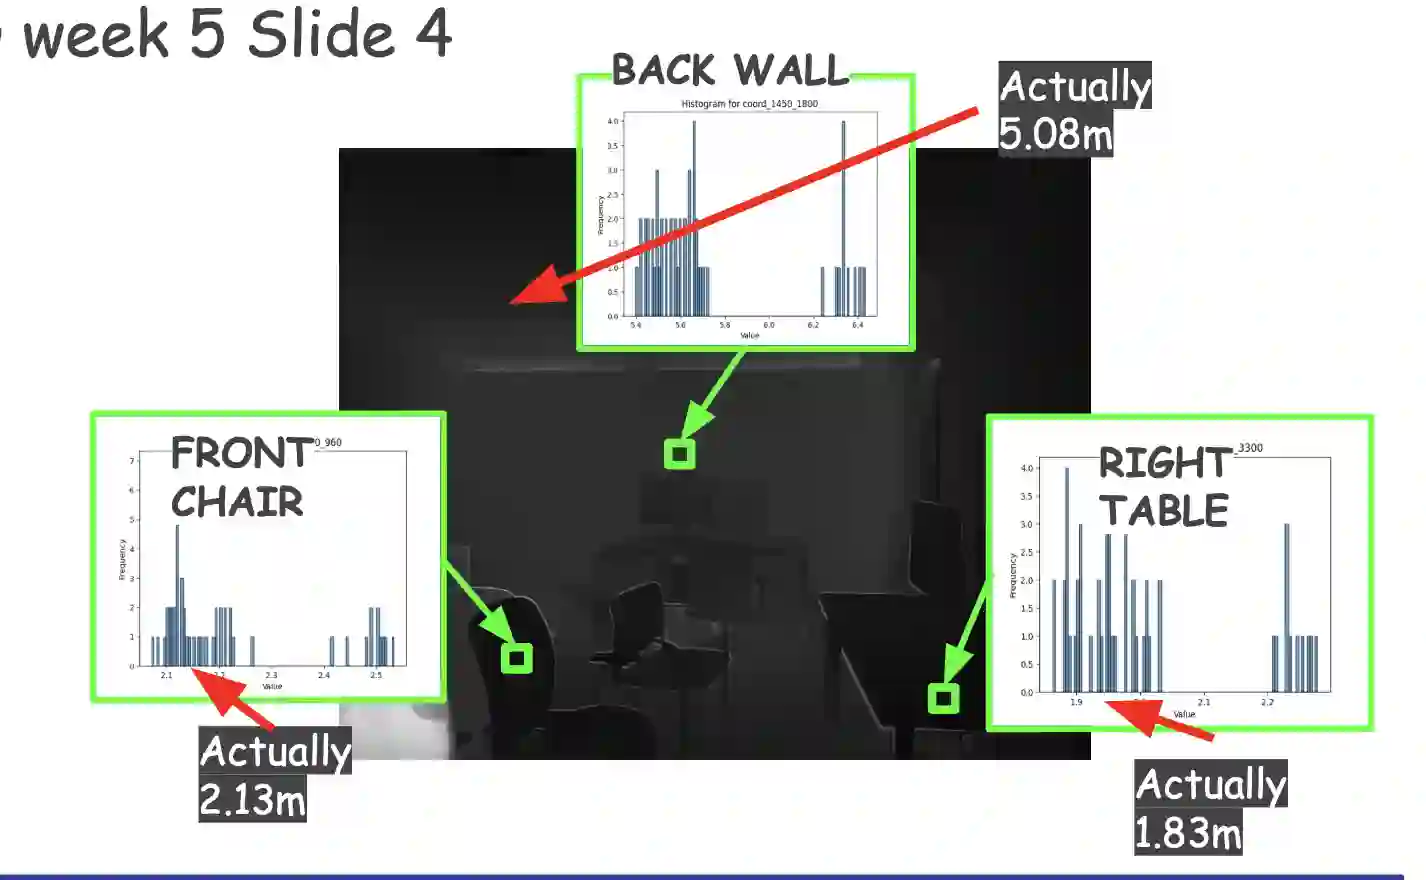 week 5 Slide 4
BACK WALL
Actually
5.08m
Histogram for coord_1450_1800
4.0
3.5
3.0
2.5
2.0
1.5
1.0
0.5
0.0
Frequency
5.4 5.6 5.8 6.0 6.2 6.4
Value
FRONT
CHAIR
0_960
7
6
5
4
3
2
1
0
Frequency
2.1 2.3 2.4 2.5
Value
Actually
2.13m
RIGHT
TABLE
_3300
4.0
3.5
3.0
2.5
2.0
1.5
1.0
0.5
0.0
Frequency
1.9 2.1 2.2
Value
Actually
1.83m